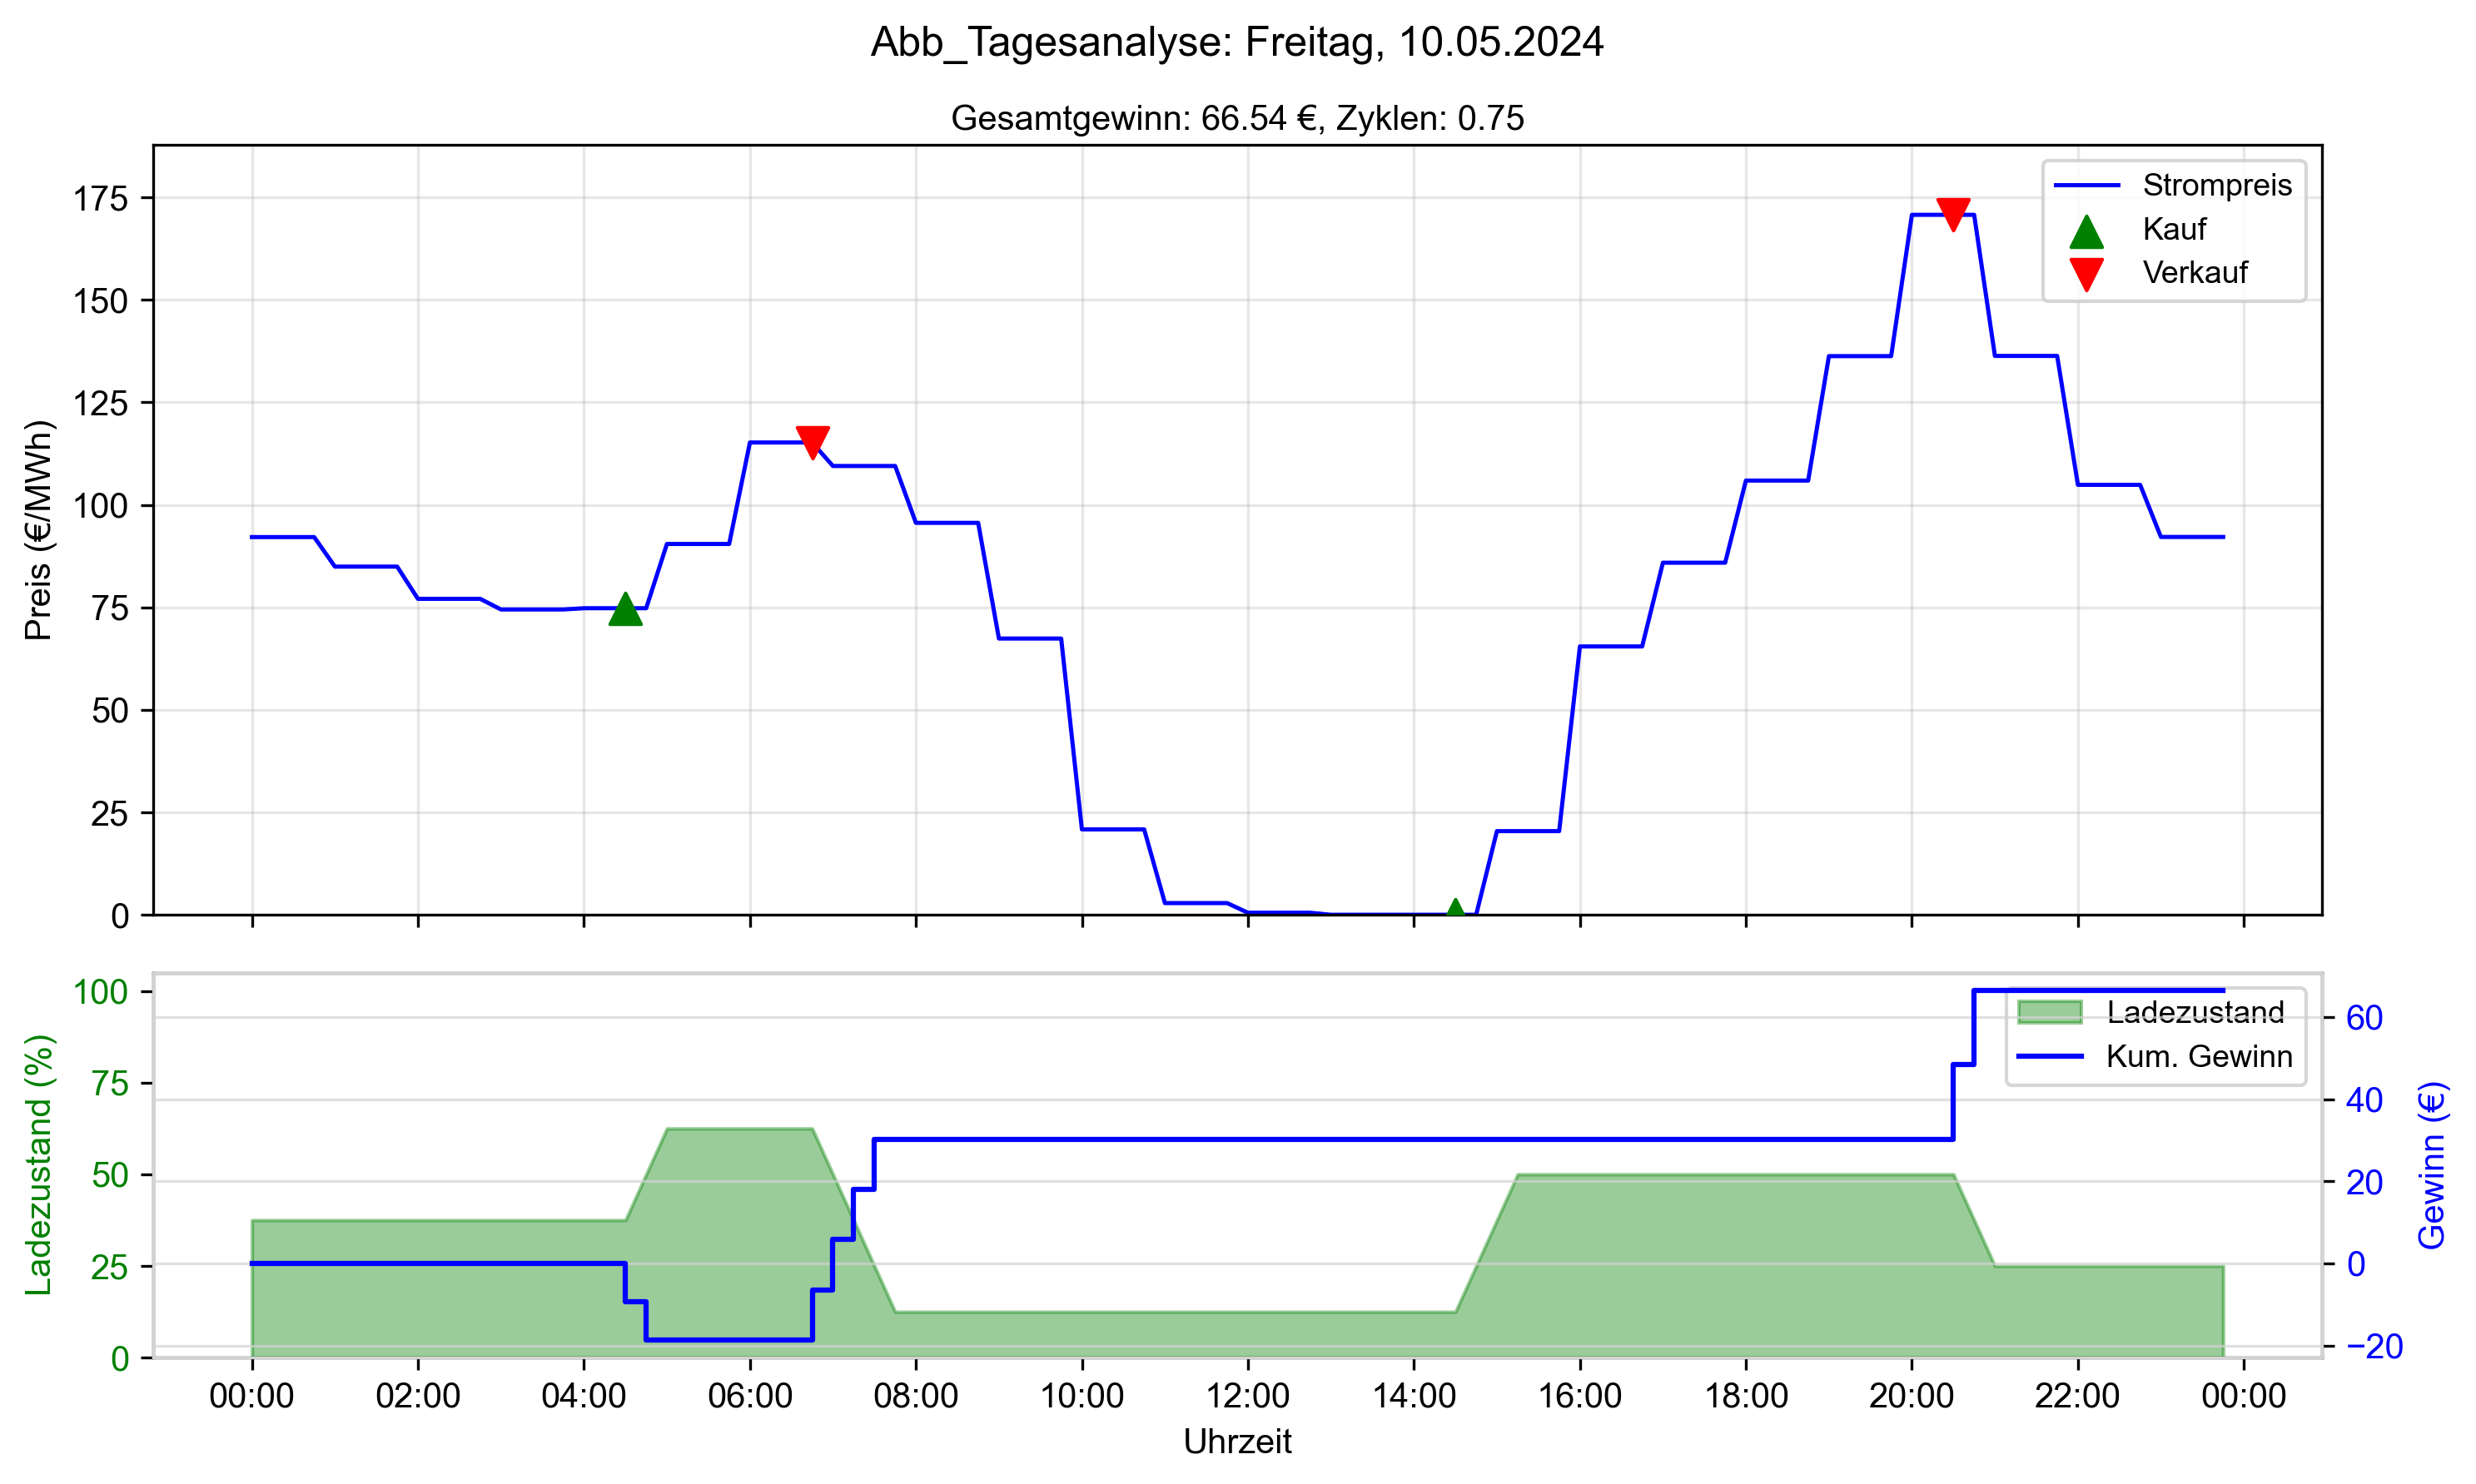 Abb_Tagesanalyse: Freitag, 10.05.2024
Gesamtgewinn: 66.54 €, Zyklen: 0.75
Preis (€/MWh)
175
150
125
100
75
50
25
0
Strompreis
Kauf
Verkauf
Ladezustand (%)
100
75
50
25
0
Ladezustand
Kum. Gewinn
60
40
20
0
−20
Gewinn (€)
00:00 02:00 04:00 06:00 08:00 10:00 12:00 14:00 16:00 18:00 20:00 22:00 00:00
Uhrzeit